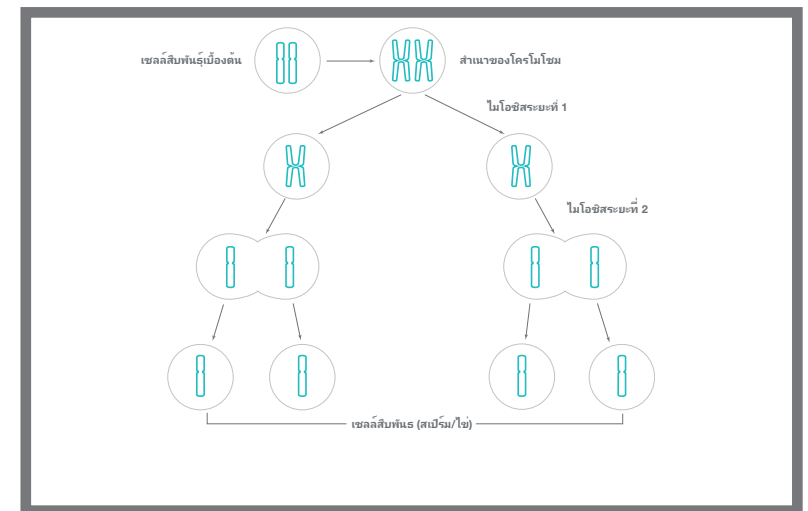 เซลล์สืบพันธุ์เบื้องต้น
สำเนาของโครโมโซม
ไมโอซิสระยะที่ 1
ไมโอซิสระยะที่ 2
เซลล์สืบพันธ (สเปิร์ม/ไข่)